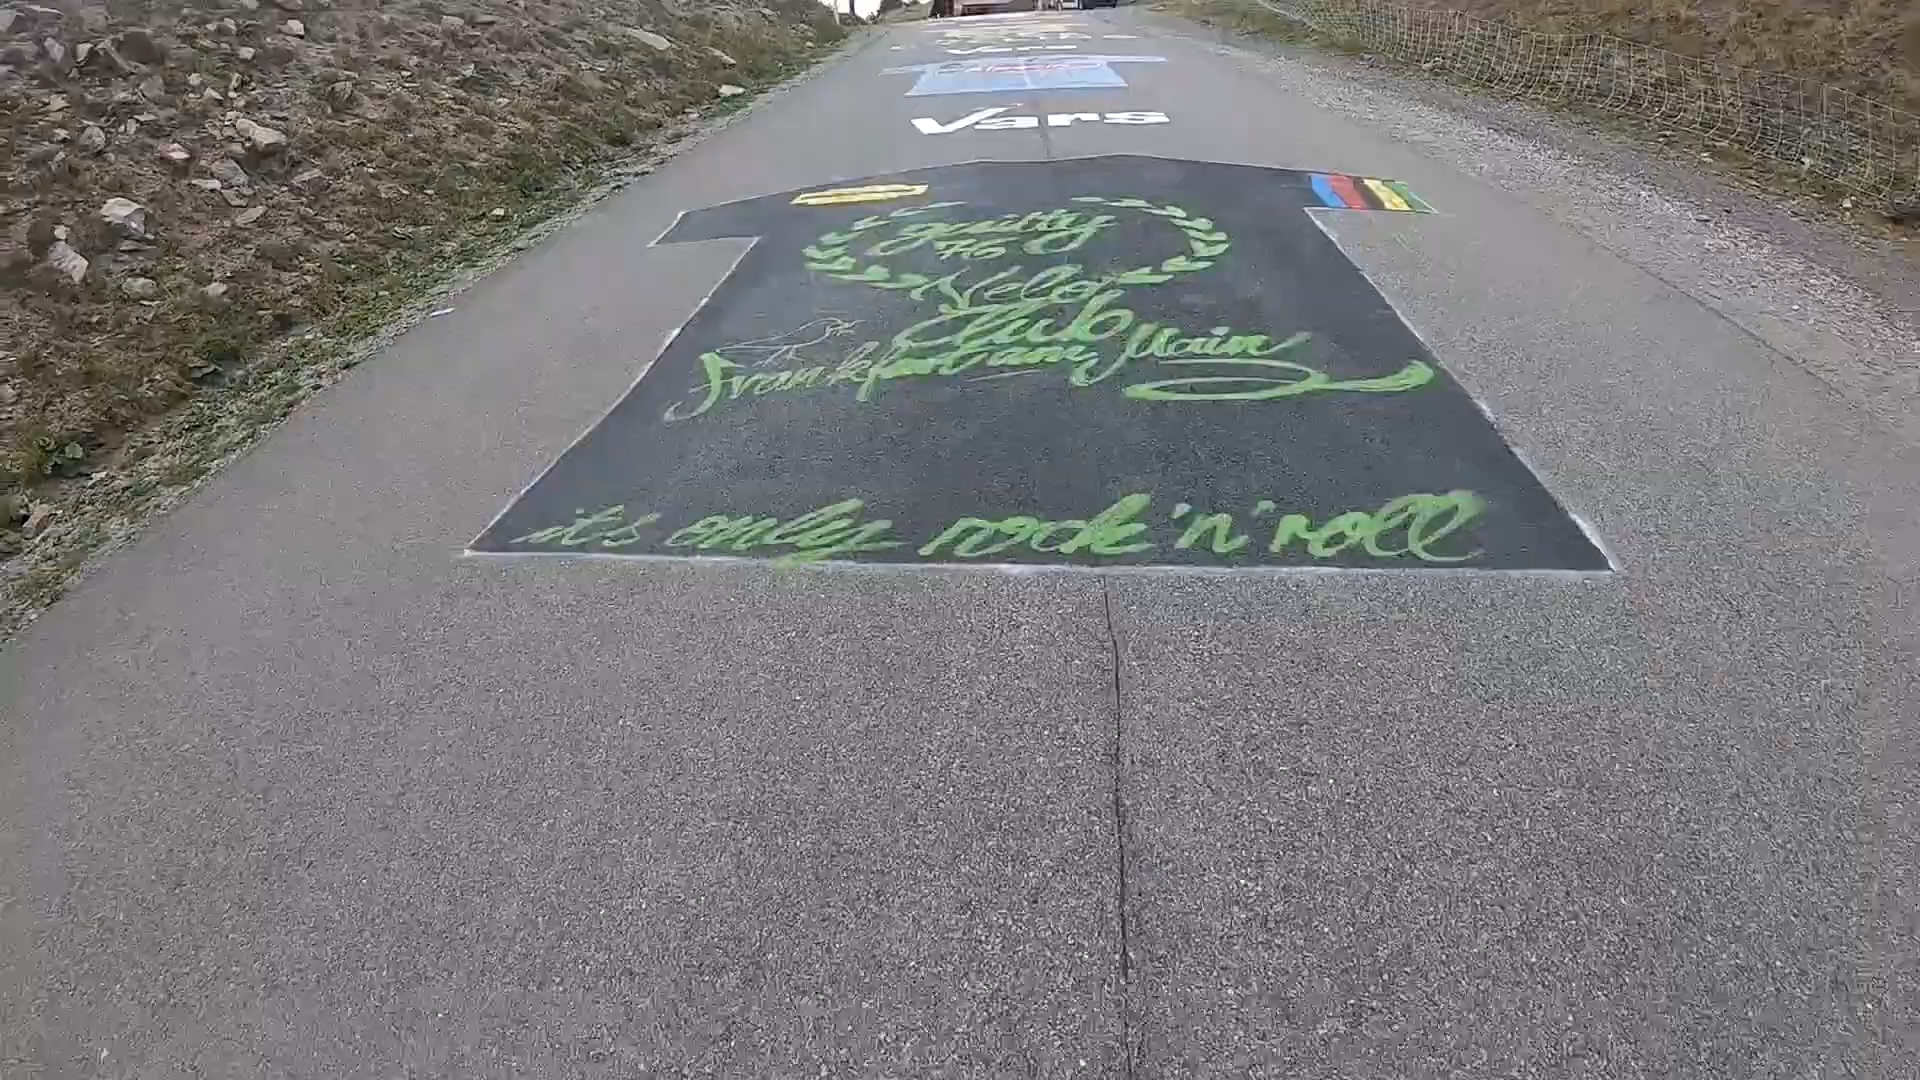 Vars
guilty
76
Velo
Club
Frankfurt am Main
it's only rock 'n' roll